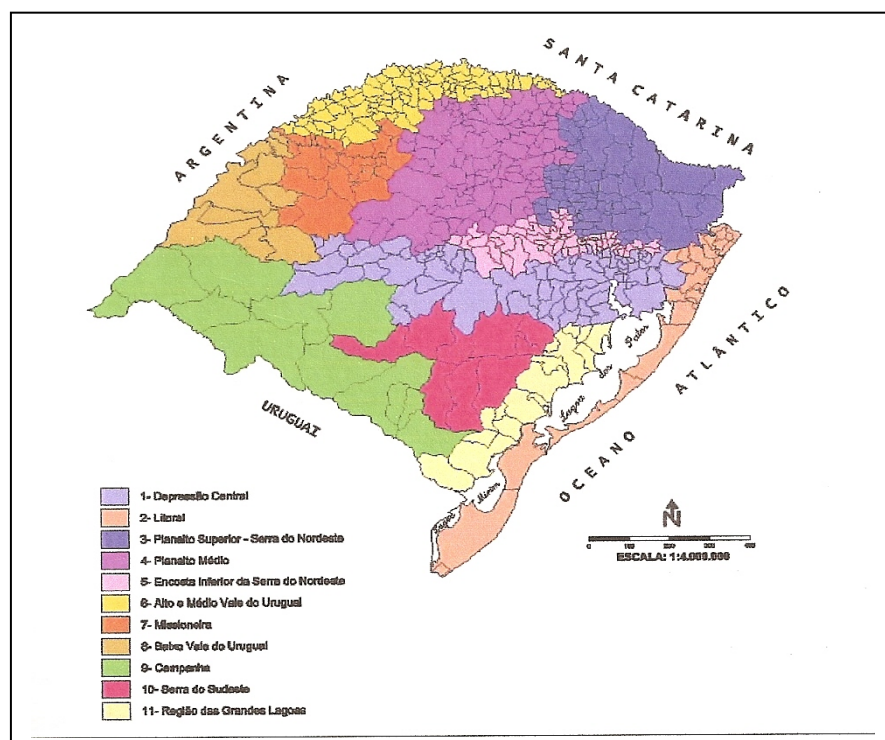 SANTA CATARINA
ARGENTINA
OCEANO ATLÂNTICO
URUGUAI
Lagoa dos Patos
Lagoa Mirim
1- Depressão Central
2- Litoral
3- Planalto Superior - Serra do Nordeste
4- Planalto Médio
5- Encosta Inferior da Serra do Nordeste
6- Alto e Médio Vale do Uruguai
7- Missioneira
8- Baixo Vale do Uruguai
9- Campanha
10- Serra do Sudeste
11- Região das Grandes Lagoas
N
ESCALA: 1:4.000.000